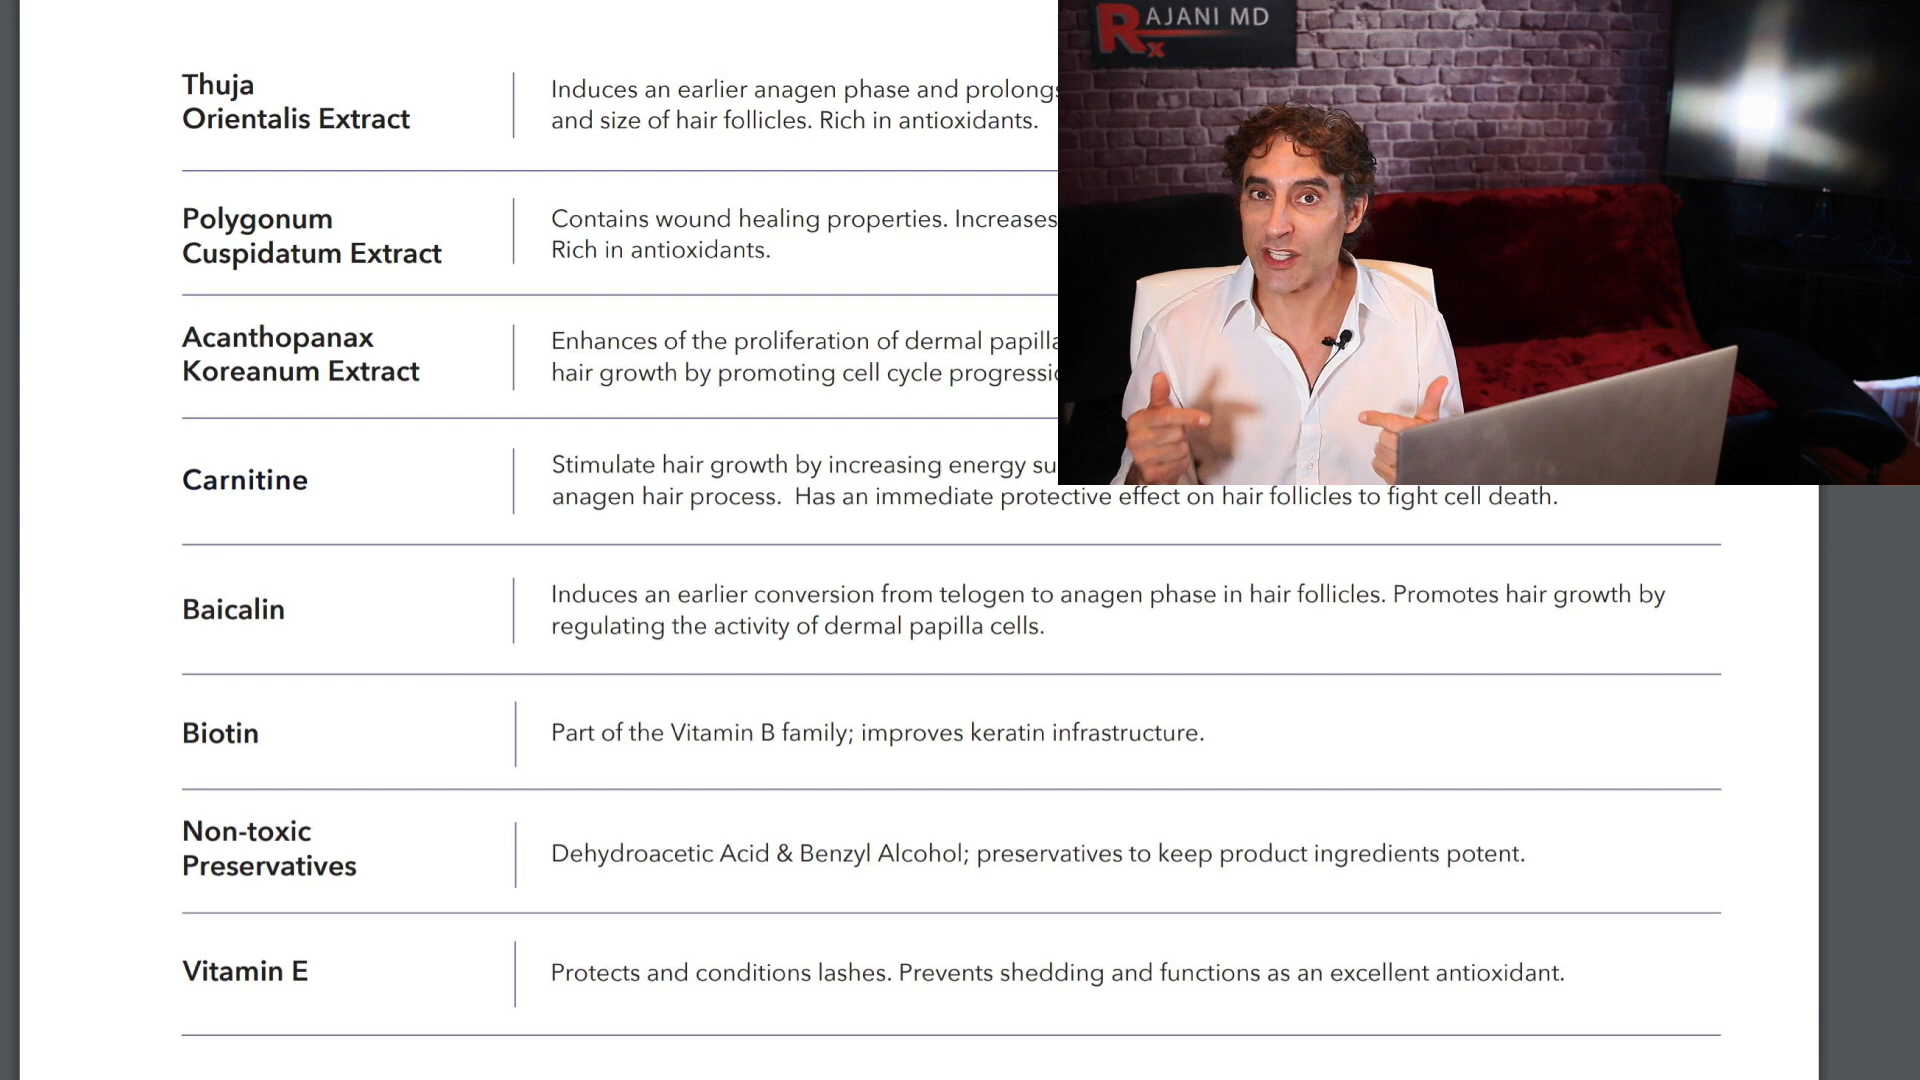 Thuja
Orientalis Extract
Induces an earlier anagen phase and prolongs
and size of hair follicles. Rich in antioxidants.
Polygonum
Cuspidatum Extract
Contains wound healing properties. Increases
Rich in antioxidants.
Acanthopanax
Koreanum Extract
Enhances of the proliferation of dermal papilla
hair growth by promoting cell cycle progressio
Carnitine
Stimulate hair growth by increasing energy su
anagen hair process. Has an immediate protective effect on hair follicles to fight cell death.
Baicalin
Induces an earlier conversion from telogen to anagen phase in hair follicles. Promotes hair growth by
regulating the activity of dermal papilla cells.
Biotin
Part of the Vitamin B family; improves keratin infrastructure.
Non-toxic
Preservatives
Dehydroacetic Acid & Benzyl Alcohol; preservatives to keep product ingredients potent.
Vitamin E
Protects and conditions lashes. Prevents shedding and functions as an excellent antioxidant.
RAJANI MD
Rx